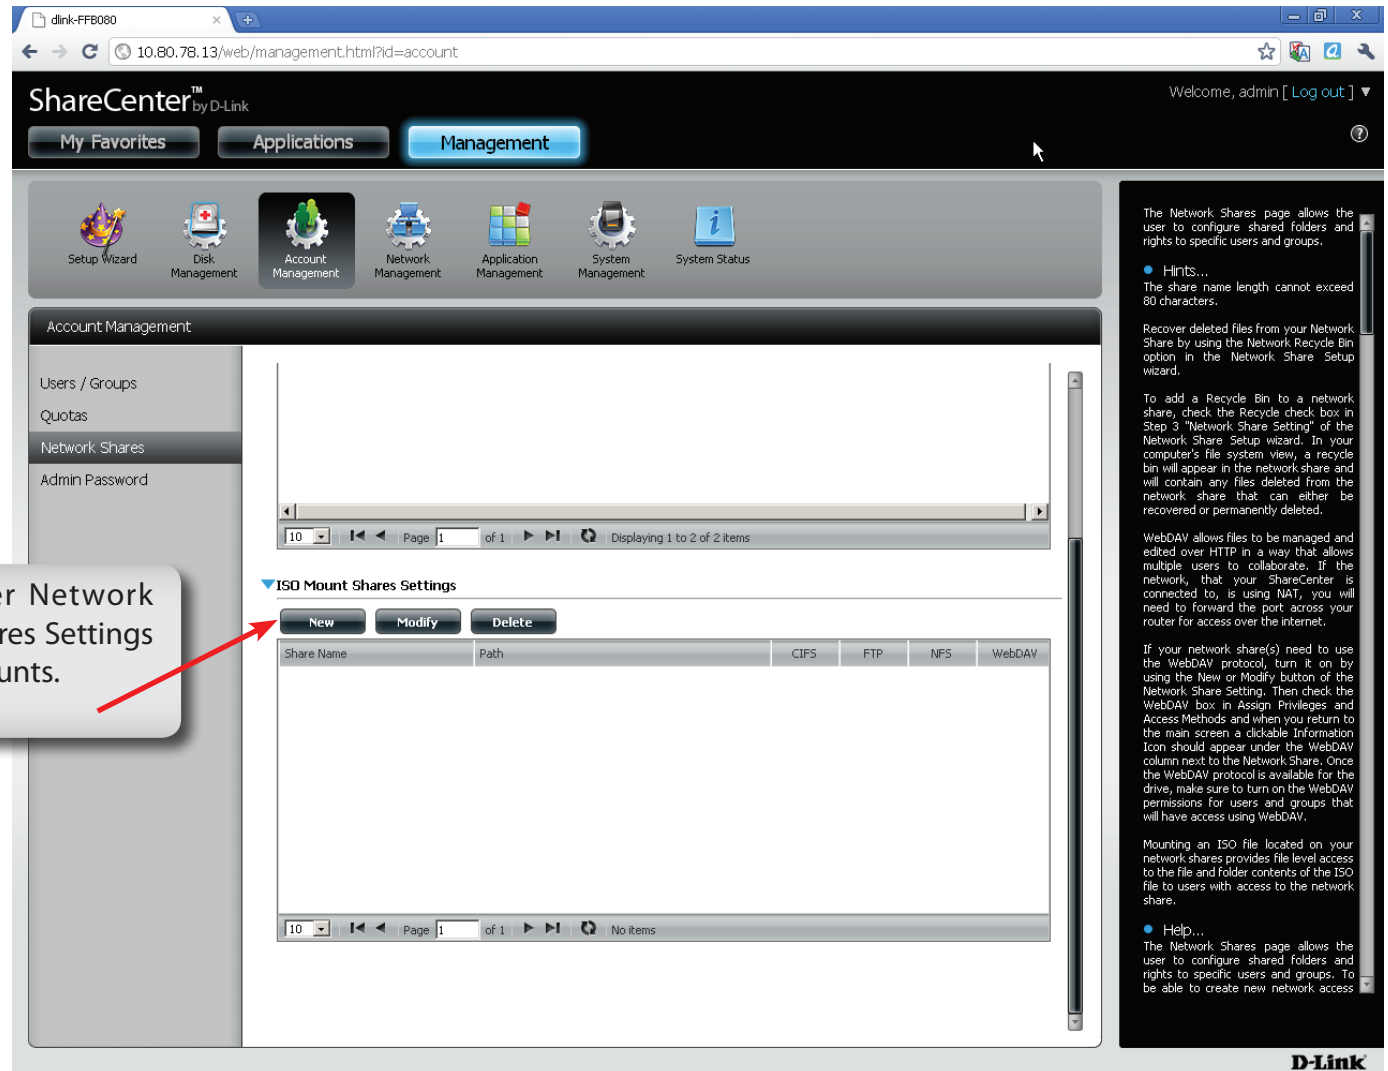 dlink-FFB080
10.80.78.13/web/management.html?id=account
ShareCenter™ by D-Link
Welcome, admin [ Log out ] ▼
My Favorites
Applications
Management
Setup Wizard
Disk
Management
Account
Management
Network
Management
Application
Management
System
Management
System Status
Account Management
Users / Groups
Quotas
Network Shares
Admin Password
10
Page 1 of 1
Displaying 1 to 2 of 2 items
er Network
res Settings
unts.
ISO Mount Shares Settings
New
Modify
Delete
Share Name
Path
CIFS
FTP
NFS
WebDAV
10
Page 1 of 1
No items
The Network Shares page allows the
user to configure shared folders and
rights to specific users and groups.
Hints...
The share name length cannot exceed
80 characters.
Recover deleted files from your Network
Share by using the Network Recycle Bin
option in the Network Share Setup
wizard.
To add a Recycle Bin to a network
share, check the Recycle check box in
Step 3 "Network Share Setting" of the
Network Share Setup wizard. In your
computer's file system view, a recycle
bin will appear in the network share and
will contain any files deleted from the
network share that can either be
recovered or permanently deleted.
WebDAV allows files to be managed and
edited over HTTP in a way that allows
multiple users to collaborate. If the
network, that your ShareCenter is
connected to, is using NAT, you will
need to forward the port across your
router for access over the internet.
If your network share(s) need to use
the WebDAV protocol, turn it on by
using the New or Modify button of the
Network Share Setting. Then check the
WebDAV box in Assign Privileges and
Access Methods and when you return to
the main screen a clickable Information
Icon should appear under the WebDAV
column next to the Network Share. Once
the WebDAV protocol is available for the
drive, make sure to turn on the WebDAV
permissions for users and groups that
will have access using WebDAV.
Mounting an ISO file located on your
network shares provides file level access
to the file and folder contents of the ISO
file to users with access to the network
share.
Help...
The Network Shares page allows the
user to configure shared folders and
rights to specific users and groups. To
be able to create new network access
D-Link